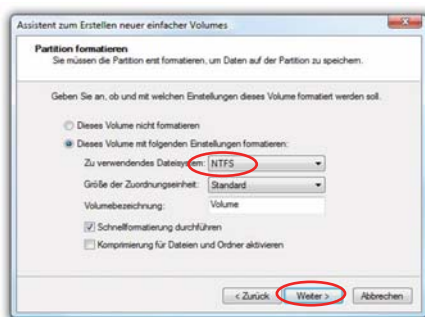 Assistent zum Erstellen neuer einfacher Volumes
Partition formatieren
Sie müssen die Partition erst formatieren, um Daten auf der Partition zu speichern.
Geben Sie an, ob und mit welchen Einstellungen dieses Volume formatiert werden soll.
Dieses Volume nicht formatieren
Dieses Volume mit folgenden Einstellungen formatieren:
Zu verwendendes Dateisystem: NTFS
Größe der Zuordnungseinheit: Standard
Volumebezeichnung: Volume
Schnellformatierung durchführen
Komprimierung für Dateien und Ordner aktivieren
< Zurück Weiter > Abbrechen